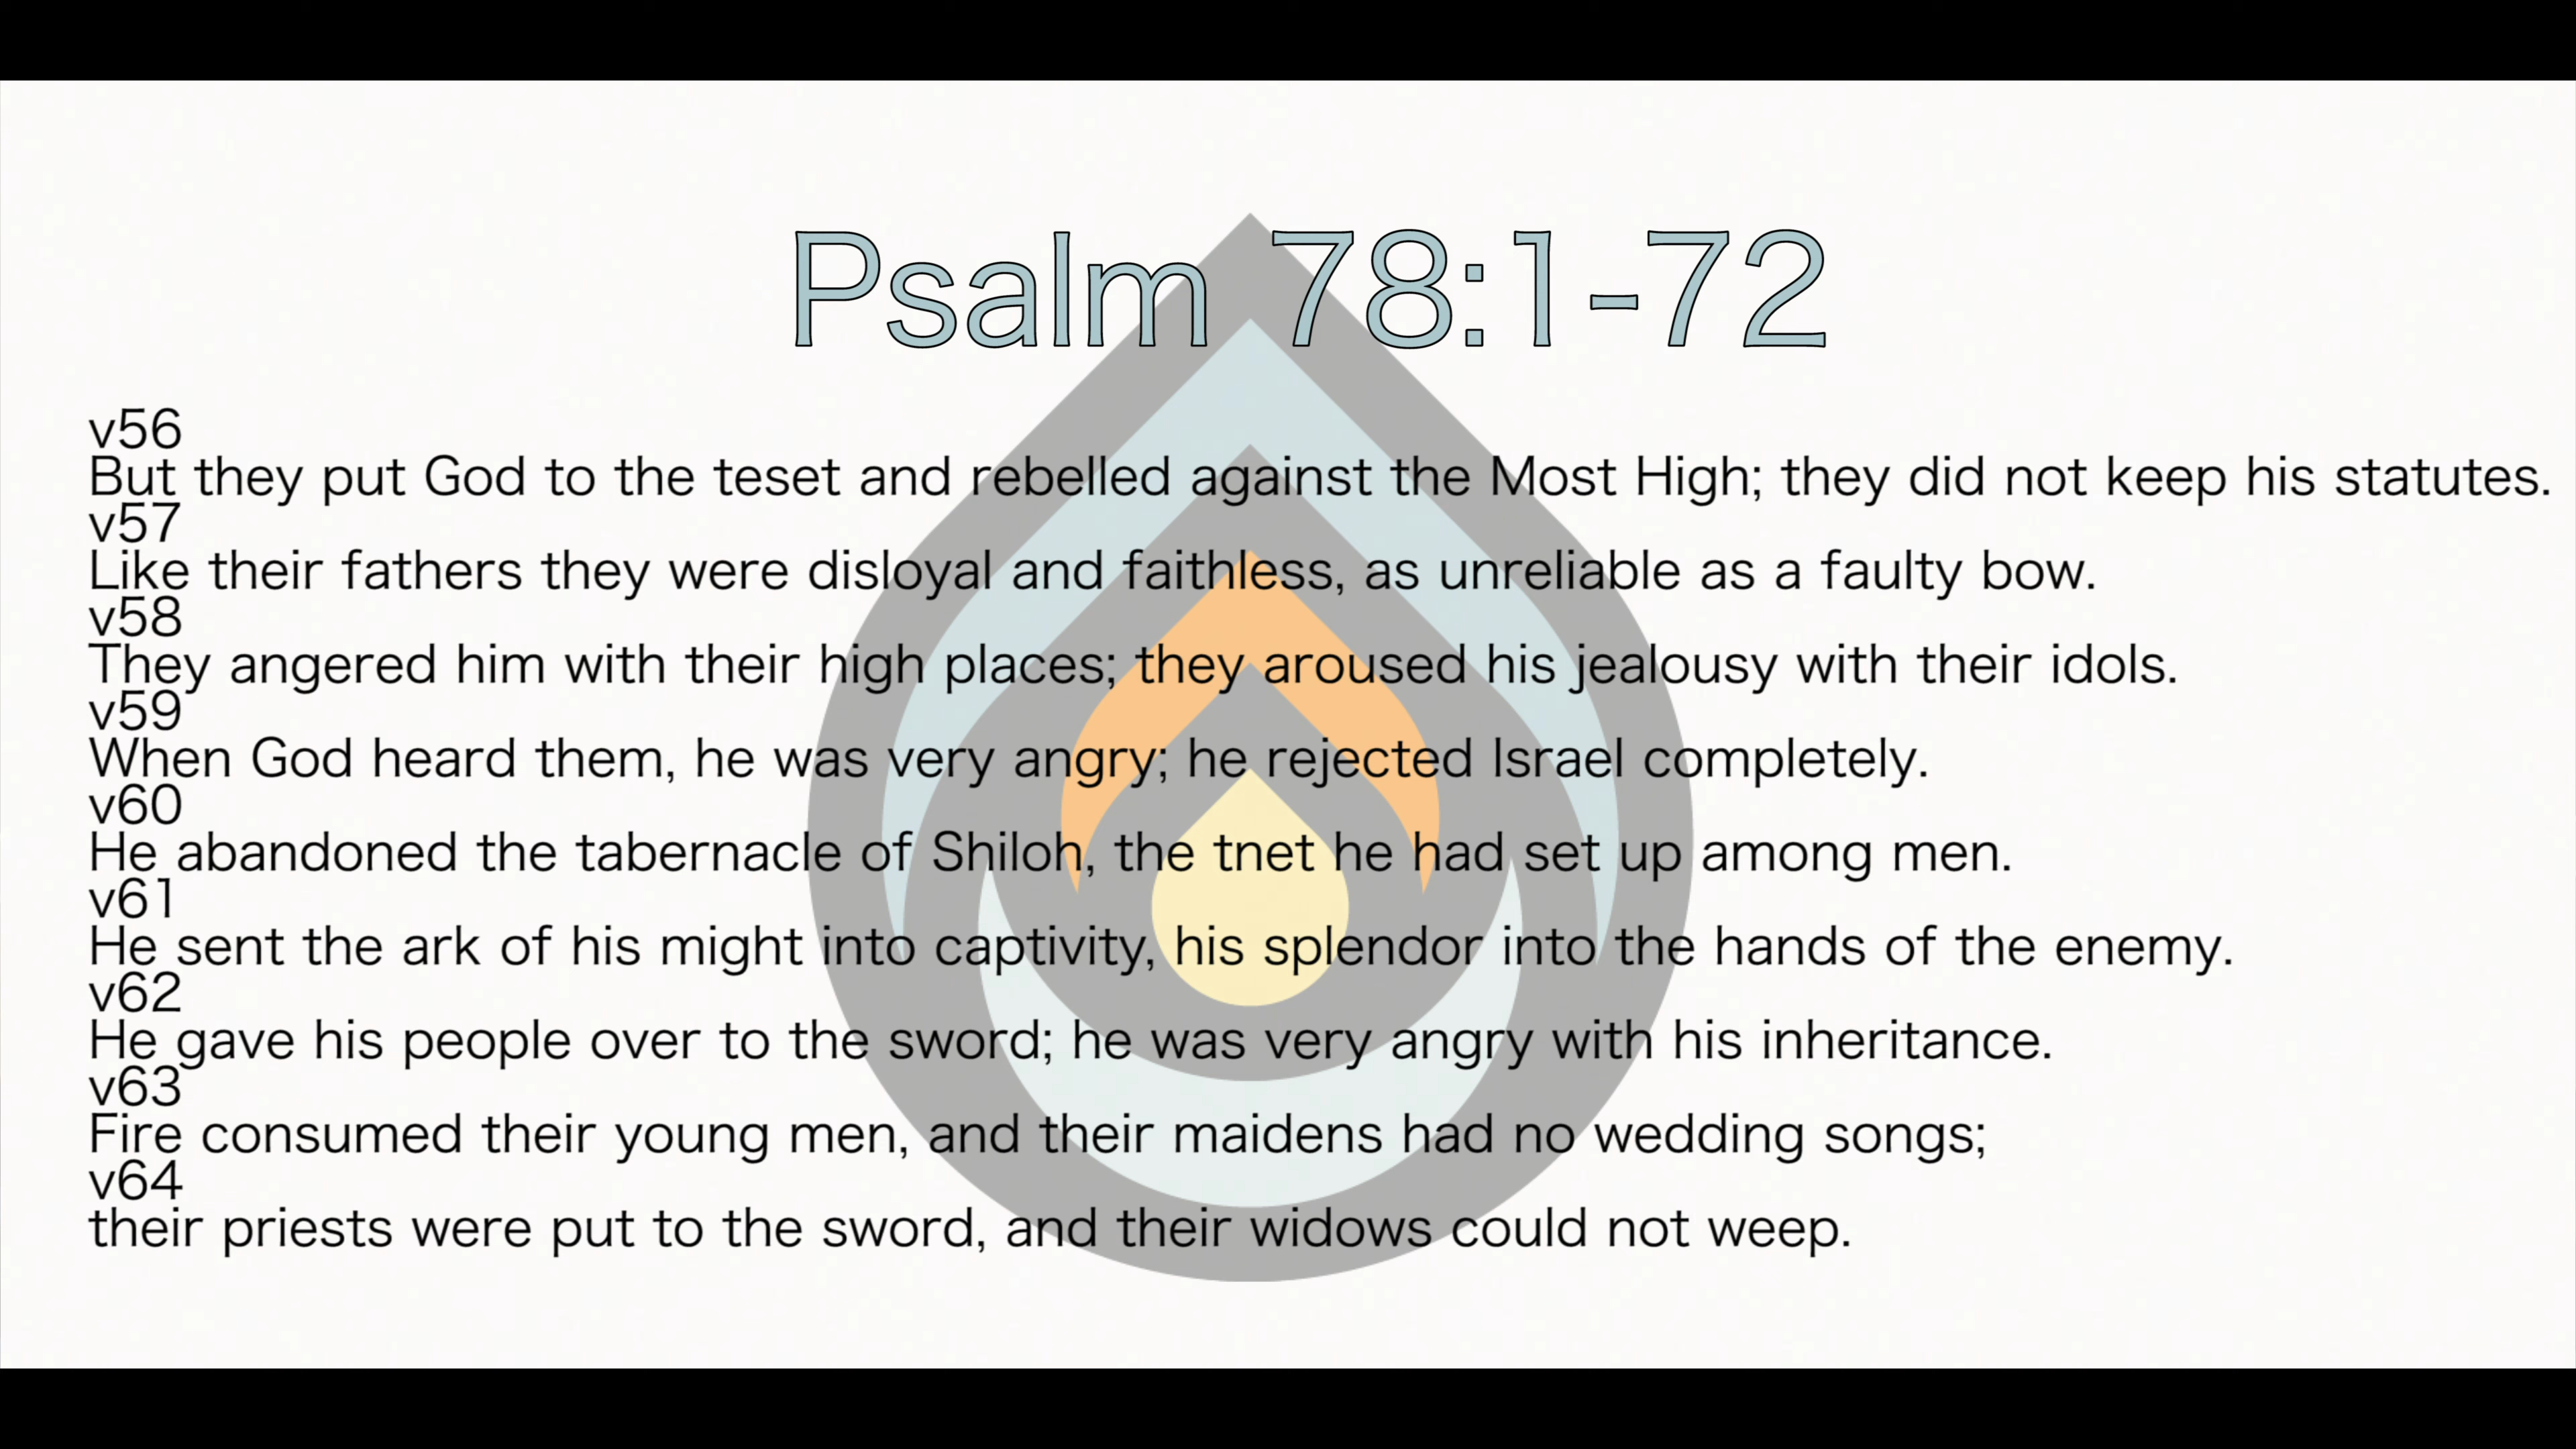 Psalm 78:1-72
v56
But they put God to the teset and rebelled against the Most High; they did not keep his statutes.
v57
Like their fathers they were disloyal and faithless, as unreliable as a faulty bow.
v58
They angered him with their high places; they aroused his jealousy with their idols.
v59
When God heard them, he was very angry; he rejected Israel completely.
v60
He abandoned the tabernacle of Shiloh, the tnet he had set up among men.
v61
He sent the ark of his might into captivity, his splendor into the hands of the enemy.
v62
He gave his people over to the sword; he was very angry with his inheritance.
v63
Fire consumed their young men, and their maidens had no wedding songs;
v64
their priests were put to the sword, and their widows could not weep.